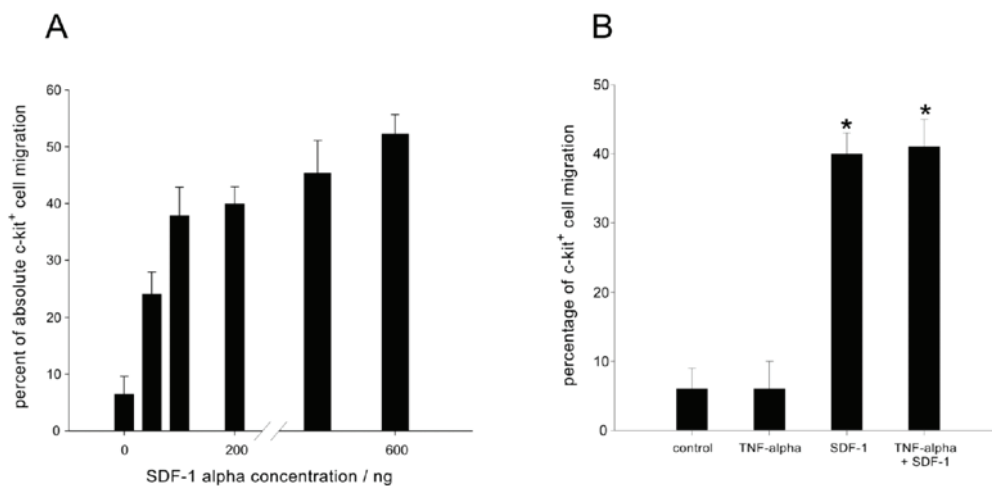 A
percent of absolute c-kit+ cell migration
60
50
40
30
20
10
0
0
200
600
SDF-1 alpha concentration / ng
B
percentage of c-kit+ cell migration
50
40
30
20
10
0
*
*
control
TNF-alpha
SDF-1
TNF-alpha
+ SDF-1